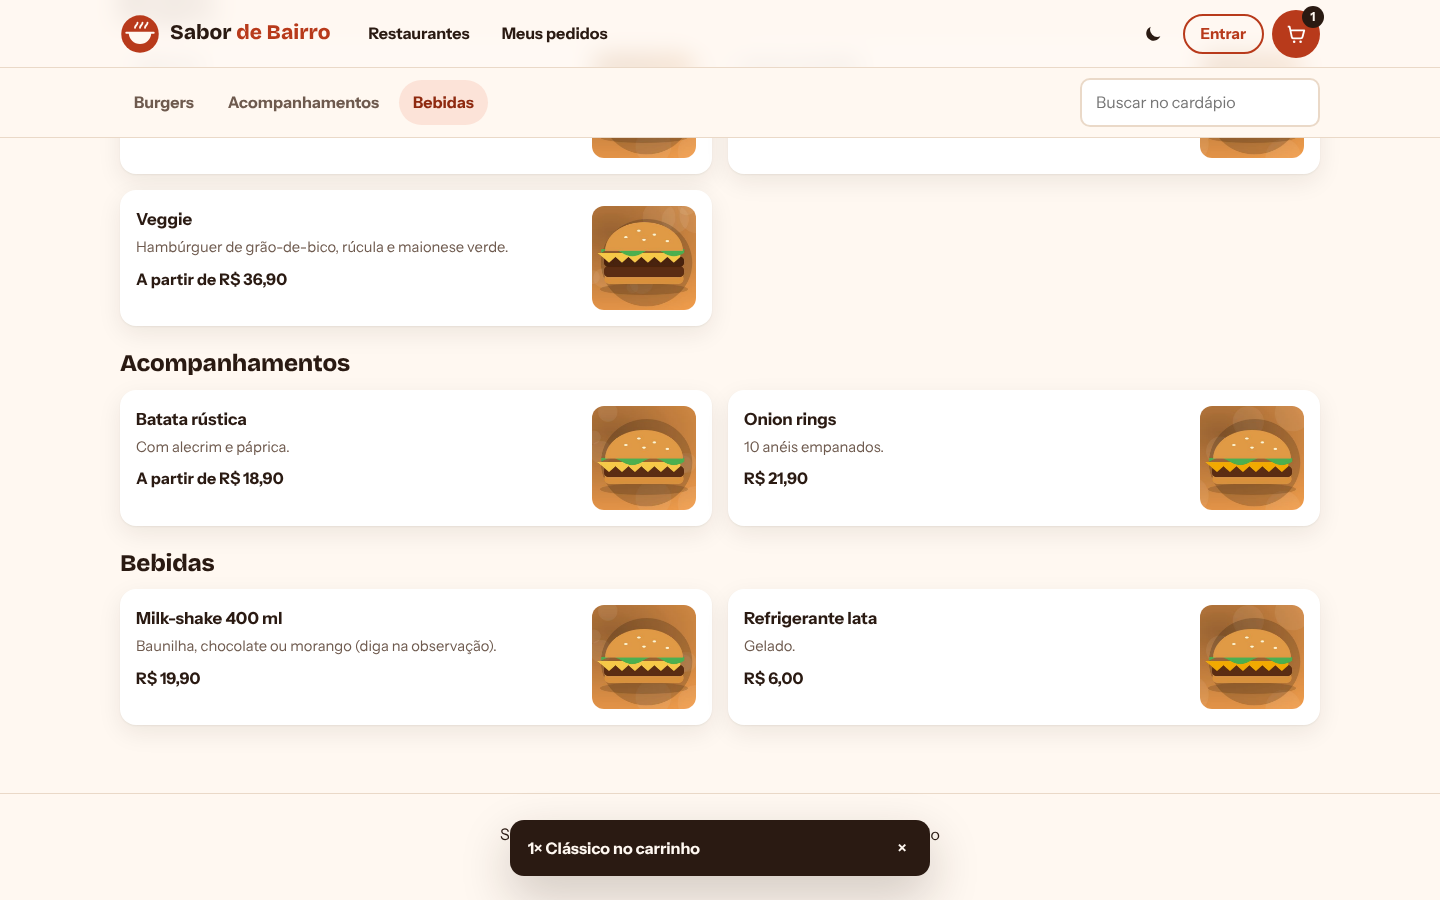 Sabor de Bairro
Restaurantes
Meus pedidos
Entrar
1
Burgers
Acompanhamentos
Bebidas
Buscar no cardápio
Veggie
Hambúrguer de grão-de-bico, rúcula e maionese verde.
A partir de R$ 36,90
Acompanhamentos
Batata rústica
Com alecrim e páprica.
A partir de R$ 18,90
Onion rings
10 anéis empanados.
R$ 21,90
Bebidas
Milk-shake 400 ml
Baunilha, chocolate ou morango (diga na observação).
R$ 19,90
Refrigerante lata
Gelado.
R$ 6,00
1× Clássico no carrinho
×